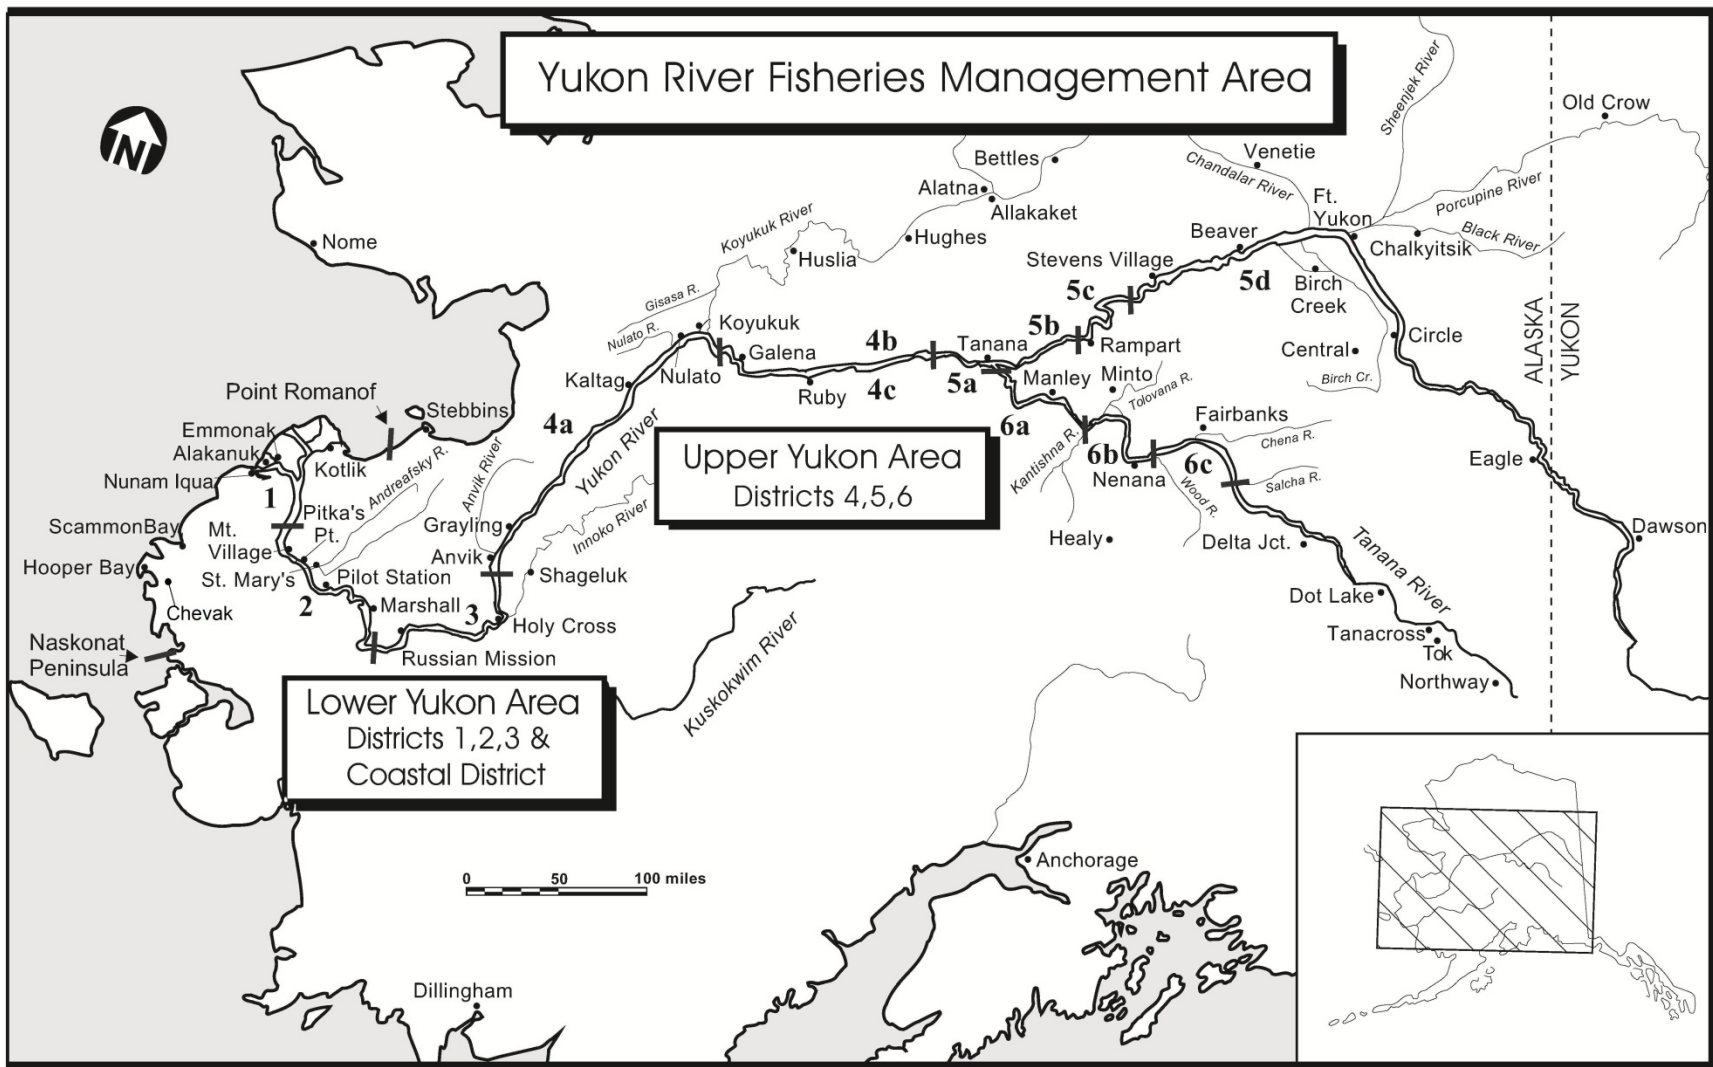 Yukon River Fisheries Management Area
N
Sheenjek River
Old Crow
Venetie
Chandalar River
Bettles
Alatna
Allakaket
Porcupine River
Ft.
Yukon
Black River
Chalkyitsik
Koyukuk River
Hughes
Beaver
Nome
Huslia
Stevens Village
5d
Birch
Creek
5c
Gisasa R.
ALASKA
YUKON
Koyukuk
Nulato R.
5b
Circle
4b
Tanana
Rampart
Galena
Central
Nulato
Kaltag
Ruby
4c
5a
Manley
Minto
Birch Cr.
Tolovana R.
Point Romanof
Stebbins
4a
Yukon River
6a
Fairbanks
Emmonak
Alakanuk
Chena R.
Kotlik
Andreafsky R.
Anvik River
Upper Yukon Area
Districts 4,5,6
Kantishna R.
6b
6c
Eagle
Nunam Iqua
1
Nenana
Wood R.
Salcha R.
Innoko River
Pitka's
Pt.
Grayling
ScammonBay
Mt.
Village
Dawson
Healy
Delta Jct.
Tanana River
Anvik
Hooper Bay
St. Mary's
Pilot Station
Shageluk
Chevak
2
Marshall
3
Dot Lake
Holy Cross
Kuskokwim River
Tanacross
Tok
Naskonat
Peninsula
Russian Mission
Northway
Lower Yukon Area
Districts 1,2,3 &
Coastal District
Anchorage
0 50 100 miles
Dillingham